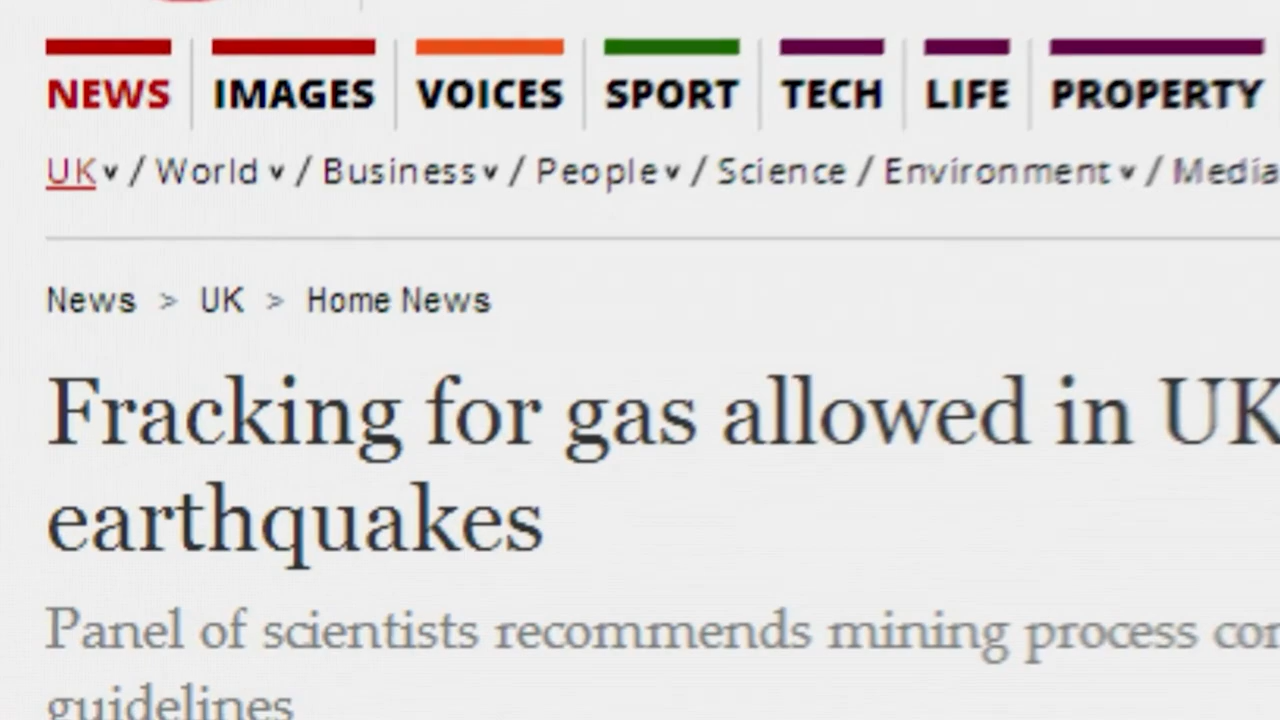 NEWS IMAGES VOICES SPORT TECH LIFE PROPERTY
UK / World / Business / People / Science / Environment / Media
News > UK > Home News
Fracking for gas allowed in UK
earthquakes
Panel of scientists recommends mining process
guidelines